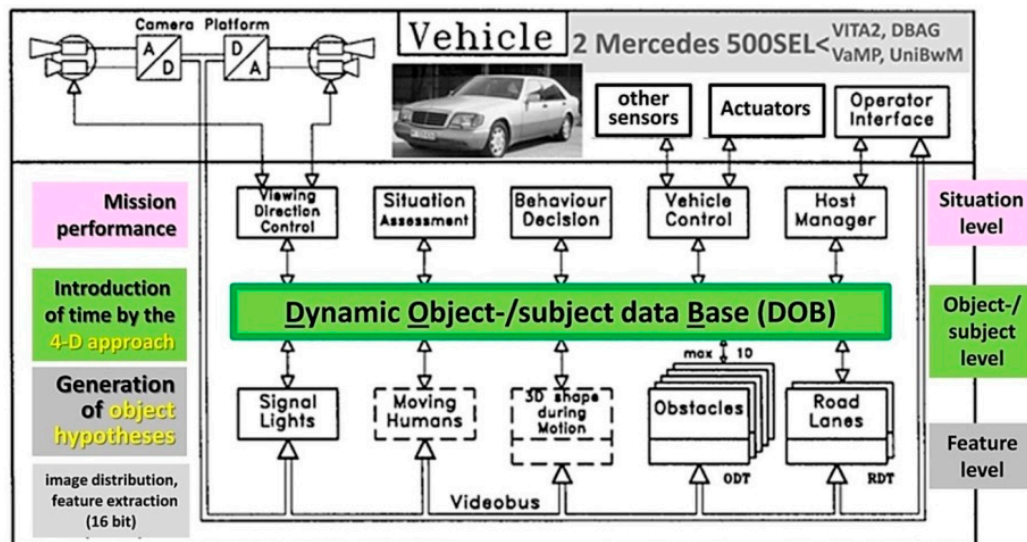 Camera Platform
A
D
D
A
Vehicle
2 Mercedes 500SEL<
VITA2, DBAG
VaMP, UniBwM
other
sensors
Actuators
Operator
Interface
Mission
performance
Viewing
Direction
Control
Situation
Assessment
Behaviour
Decision
Vehicle
Control
Host
Manager
Situation
level
Introduction
of time by the
4-D approach
Dynamic Object-/subject data Base (DOB)
Object-/
subject
level
max 10
Generation
of object
hypotheses
Signal
Lights
Moving
Humans
3D shape
during
Motion
Obstacles
Road
Lanes
Feature
level
ODT
RDT
image distribution,
feature extraction
(16 bit)
Videobus